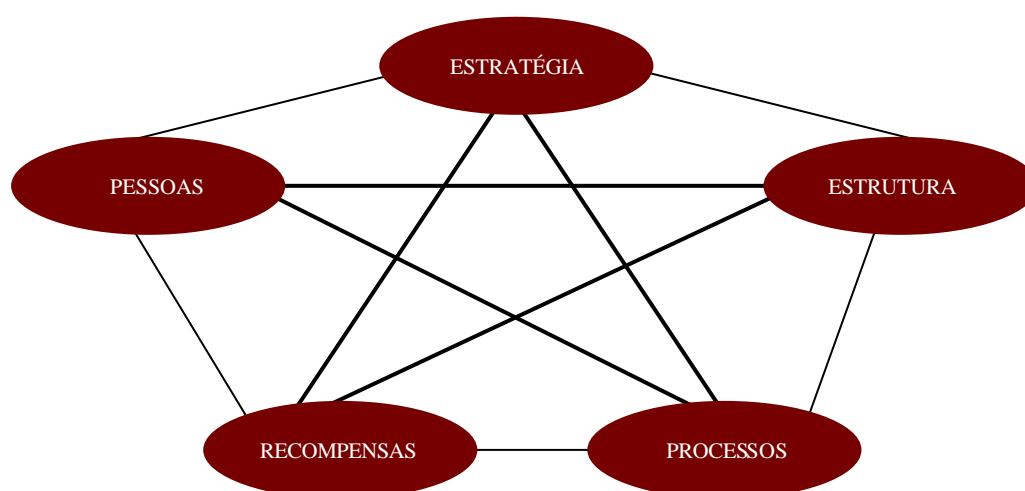 ESTRATÉGIA
PESSOAS
ESTRUTURA
RECOMPENSAS
PROCESSOS